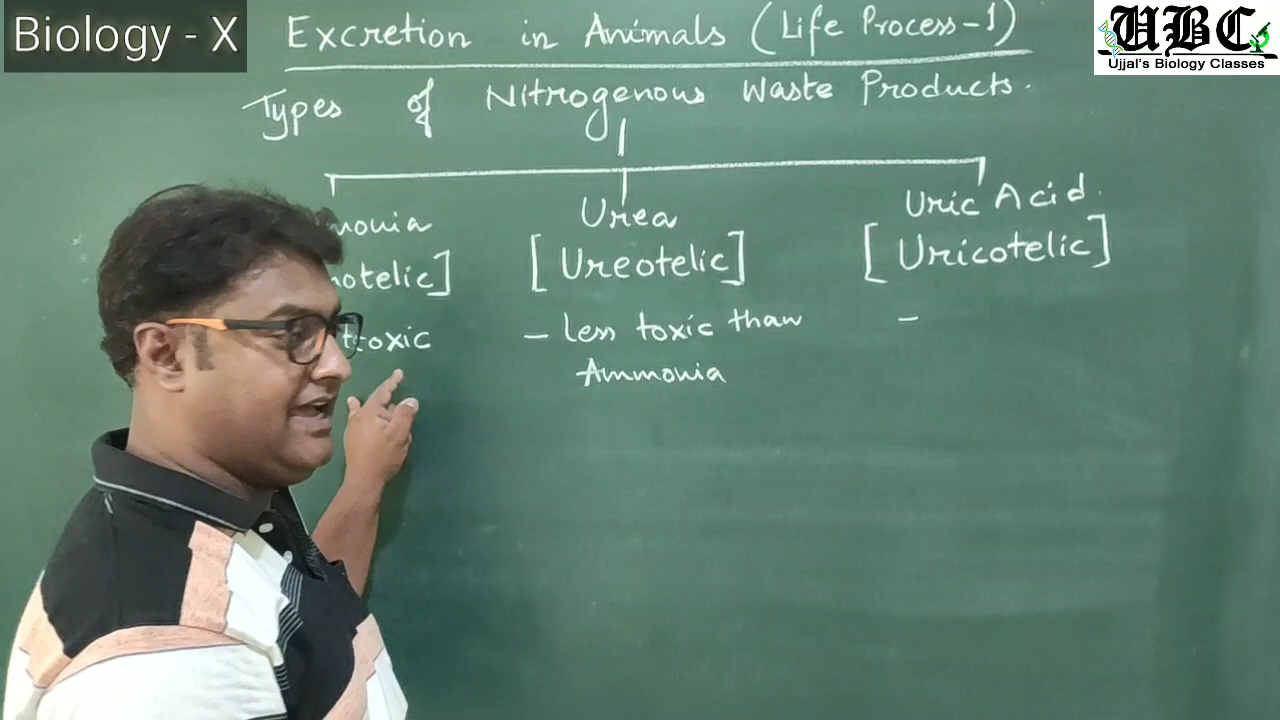 Biology - X
Excretion in Animals (Life Process-1)
UBC
Ujjal's Biology Classes
Types of Nitrogenous Waste Products.
Urea
Uric Acid.
[Ureotelic]
[Uricotelic]
toxic
- less toxic than
Ammonia
-